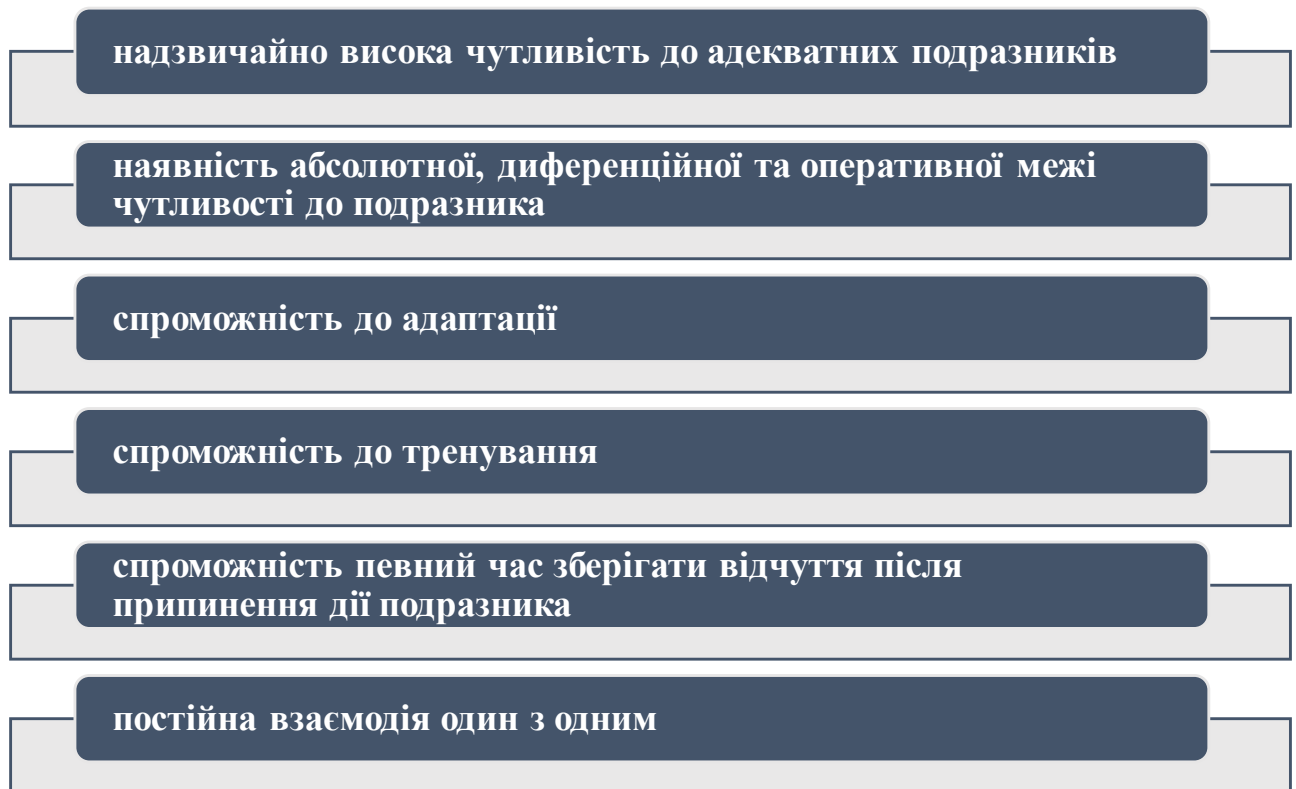 надзвичайно висока чутливість до адекватних подразників
наявність абсолютної, диференційної та оперативної межі
чутливості до подразника
спроможність до адаптації
спроможність до тренування
спроможність певний час зберігати відчуття після
припинення дії подразника
постійна взаємодія один з одним